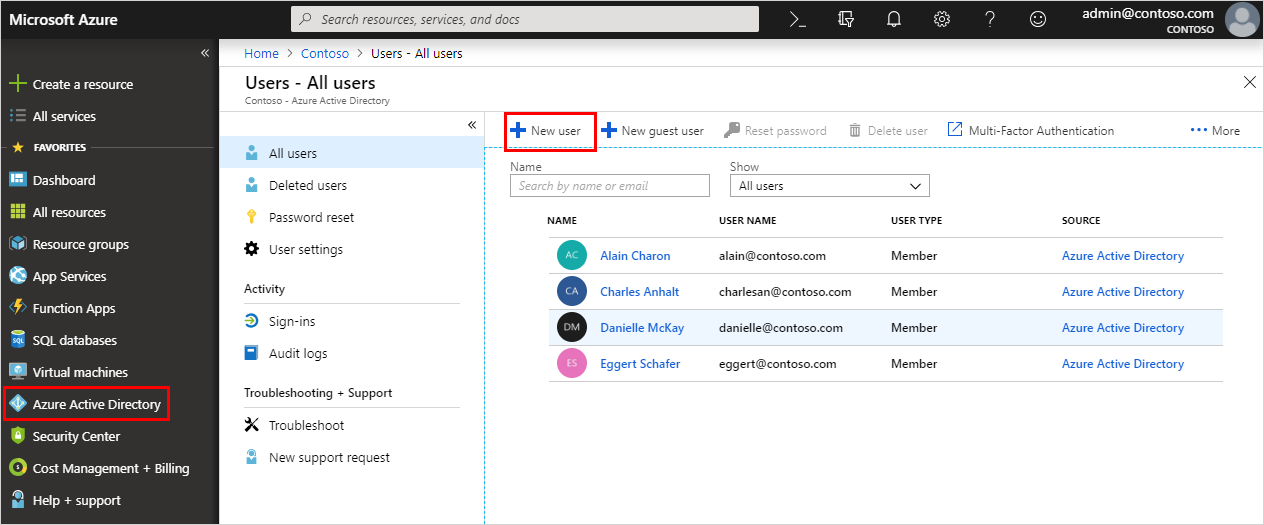 Microsoft Azure
Search resources, services, and docs
admin@contoso.com
CONTOSO
Create a resource
All services
FAVORITES
Dashboard
All resources
Resource groups
App Services
Function Apps
SQL
SQL databases
Virtual machines
Azure Active Directory
Security Center
Cost Management + Billing
Help + support
Home > Contoso > Users - All users
Users - All users
Contoso - Azure Active Directory
All users
Deleted users
Password reset
User settings
Activity
Sign-ins
Audit logs
Troubleshooting + Support
Troubleshoot
New support request
New user New guest user Reset password Delete user Multi-Factor Authentication More
Name Show
Search by name or email All users
NAME USER NAME USER TYPE SOURCE
AC Alain Charon alain@contoso.com Member Azure Active Directory
CA Charles Anhalt charlesan@contoso.com Member Azure Active Directory
DM Danielle McKay danielle@contoso.com Member Azure Active Directory
ES Eggert Schafer eggert@contoso.com Member Azure Active Directory